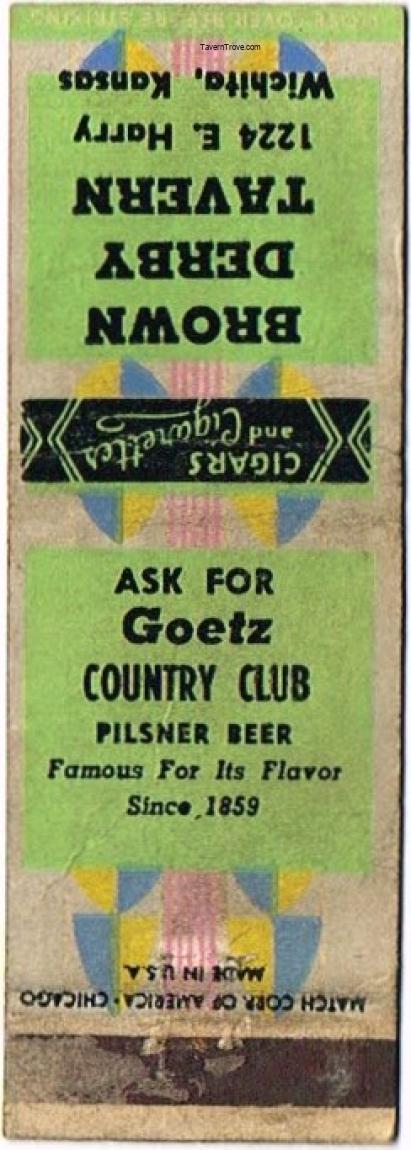 CLOSE COVER BEFORE STRIKING
TavernTrove.com
BROWN
DERBY
TAVERN
1224 E. Harry
Wichita, Kansas
CIGARS
and Cigarettes
ASK FOR
Goetz
COUNTRY CLUB
PILSNER BEER
Famous For Its Flavor
Since 1859
MATCH CORP. OF AMERICA • CHICAGO
MADE IN U.S.A.